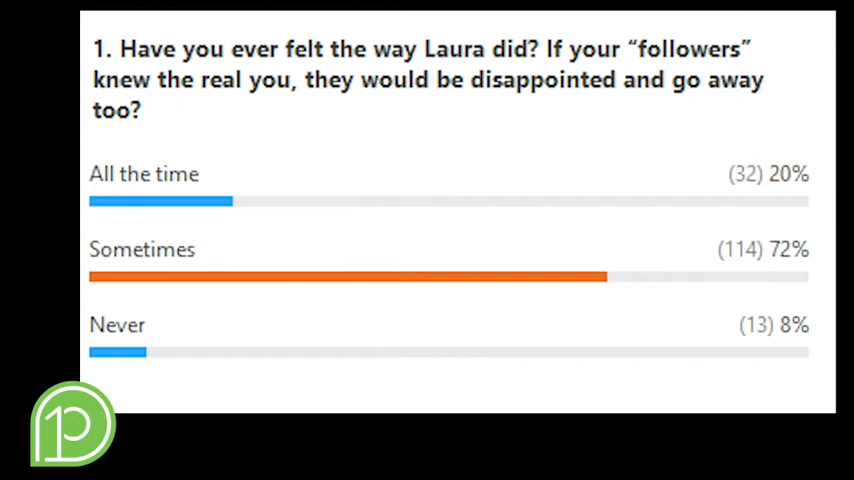 1. Have you ever felt the way Laura did? If your “followers”
knew the real you, they would be disappointed and go away
too?
All the time (32) 20%
Sometimes (114) 72%
Never (13) 8%
1P